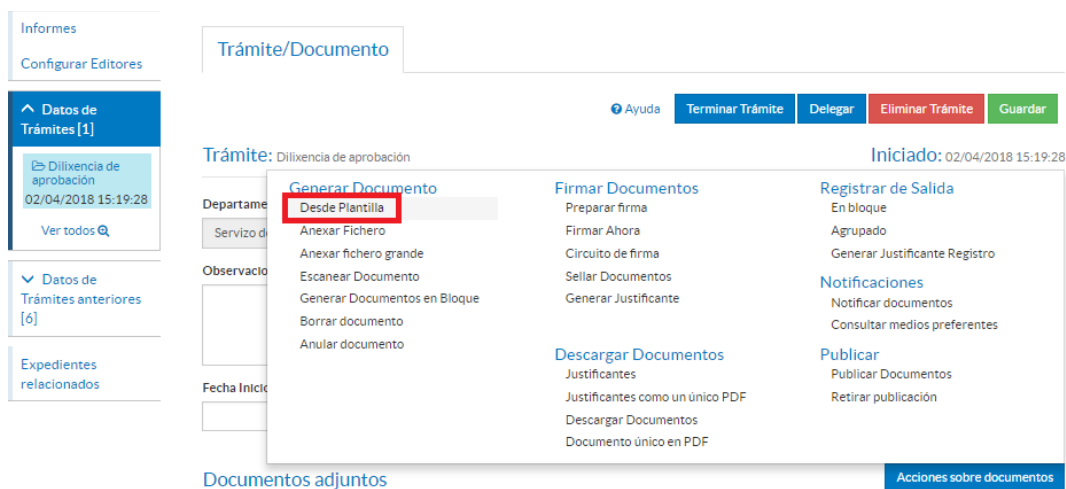 Informes
Configurar Editores
Datos de
Trámites [1]
Dilixencia de
aprobación
02/04/2018 15:19:28
Ver todos
Datos de
Trámites anteriores
[6]
Expedientes
relacionados
Trámite/Documento
Ayuda
Terminar Trámite
Delegar
Eliminar Trámite
Guardar
Trámite: Dilixencia de aprobación
Iniciado: 02/04/2018 15:19:28
Departame
Servizo d
Observacio
Fecha Inicio
Generar Documento
Desde Plantilla
Anexar Fichero
Anexar fichero grande
Escanear Documento
Generar Documentos en Bloque
Borrar documento
Anular documento
Firmar Documentos
Preparar firma
Firmar Ahora
Circuito de firma
Sellar Documentos
Generar Justificante
Descargar Documentos
Justificantes
Justificantes como un único PDF
Descargar Documentos
Documento único en PDF
Registrar de Salida
En bloque
Agrupado
Generar Justificante Registro
Notificaciones
Notificar documentos
Consultar medios preferentes
Publicar
Publicar Documentos
Retirar publicación
Documentos adjuntos
Acciones sobre documentos